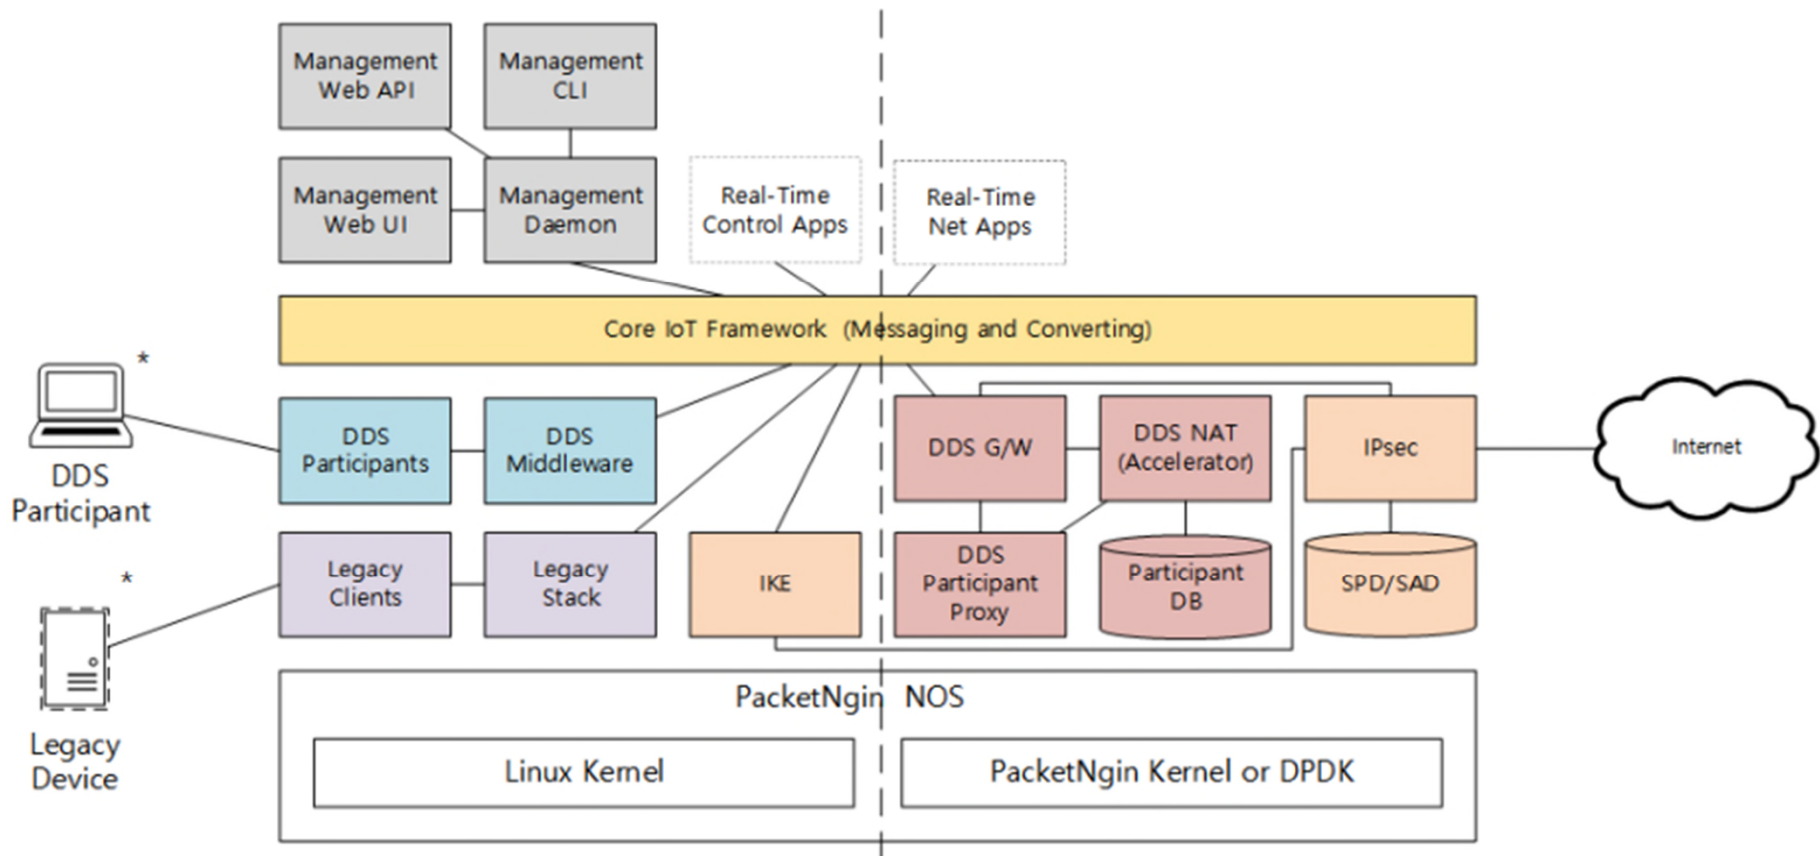 Management
Web API
Management
CLI
Management
Web UI
Management
Daemon
Real-Time
Control Apps
Real-Time
Net Apps
Core IoT Framework (Messaging and Converting)
*
DDS
Participant
DDS
Participants
DDS
Middleware
DDS G/W
DDS NAT
(Accelerator)
IPsec
Internet
*
Legacy
Device
Legacy
Clients
Legacy
Stack
IKE
DDS
Participant
Proxy
Participant
DB
SPD/SAD
PacketNgin NOS
Linux Kernel
PacketNgin Kernel or DPDK